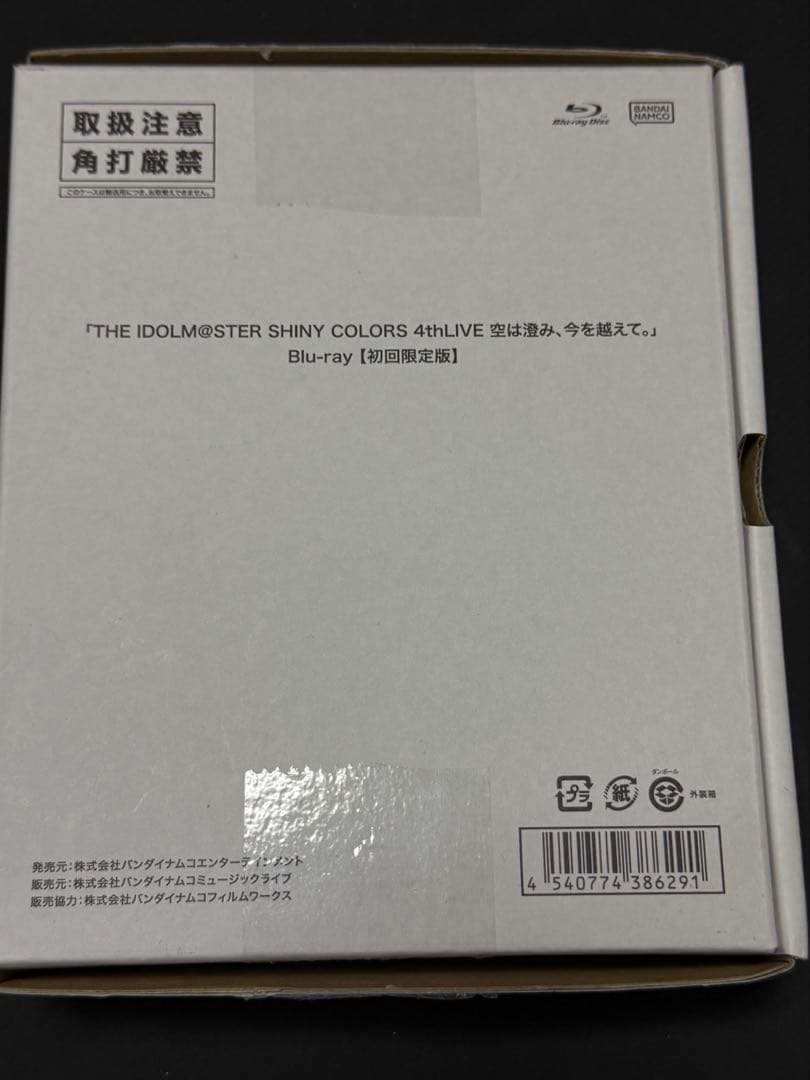 取扱注意
角打厳禁
このケースは輸送用につき、お取替えできません。
Blu-ray Disc
BANDAI
NAMCO
「THE IDOLM@STER SHINY COLORS 4thLIVE 空は澄み、今を越えて。」
Blu-ray【初回限定版】
プラ
紙
ダンボール
外装箱
発売元：株式会社バンダイナムコエンターテインメント
販売元：株式会社バンダイナムコミュージックライブ
販売協力：株式会社バンダイナムコフィルムワークス
4 540774 386291